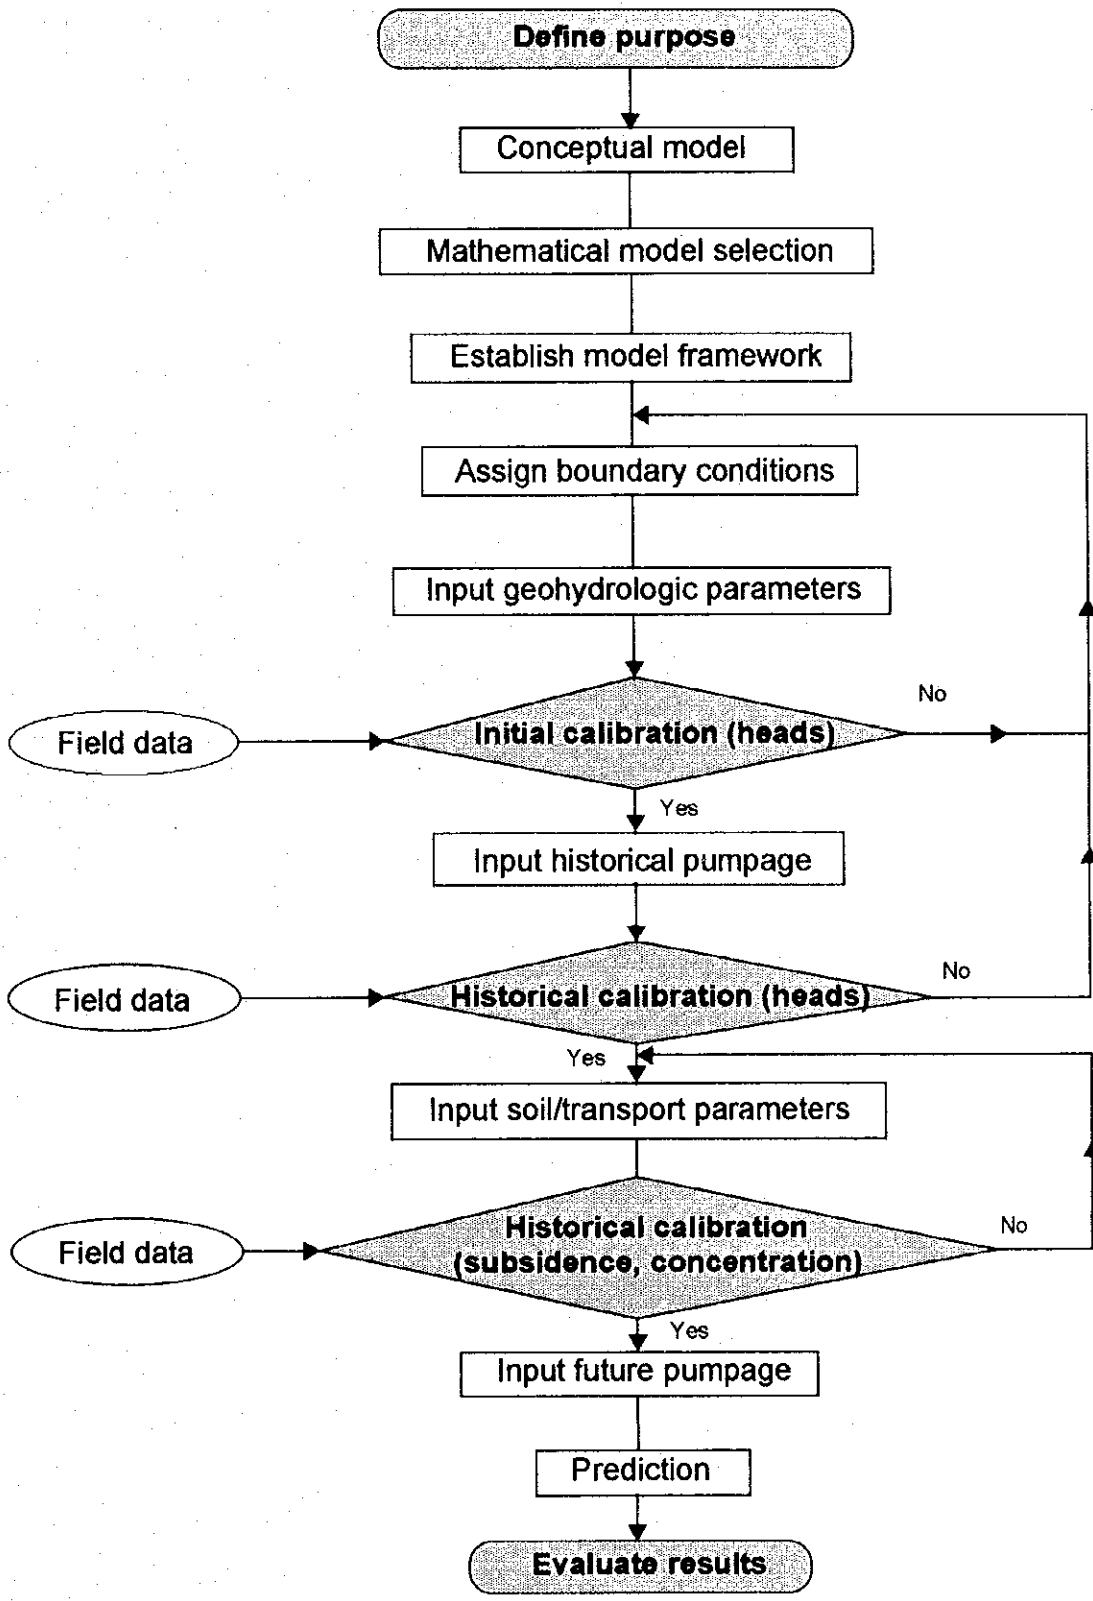 Define purpose
Conceptual model
Mathematical model selection
Establish model framework
Assign boundary conditions
Input geohydrologic parameters
No
Field data
Initial calibration (heads)
Yes
Input historical pumpage
No
Field data
Historical calibration (heads)
Yes
Input soil/transport parameters
Field data
Historical calibration
(subsidence, concentration)
No
Yes
Input future pumpage
Prediction
Evaluate results